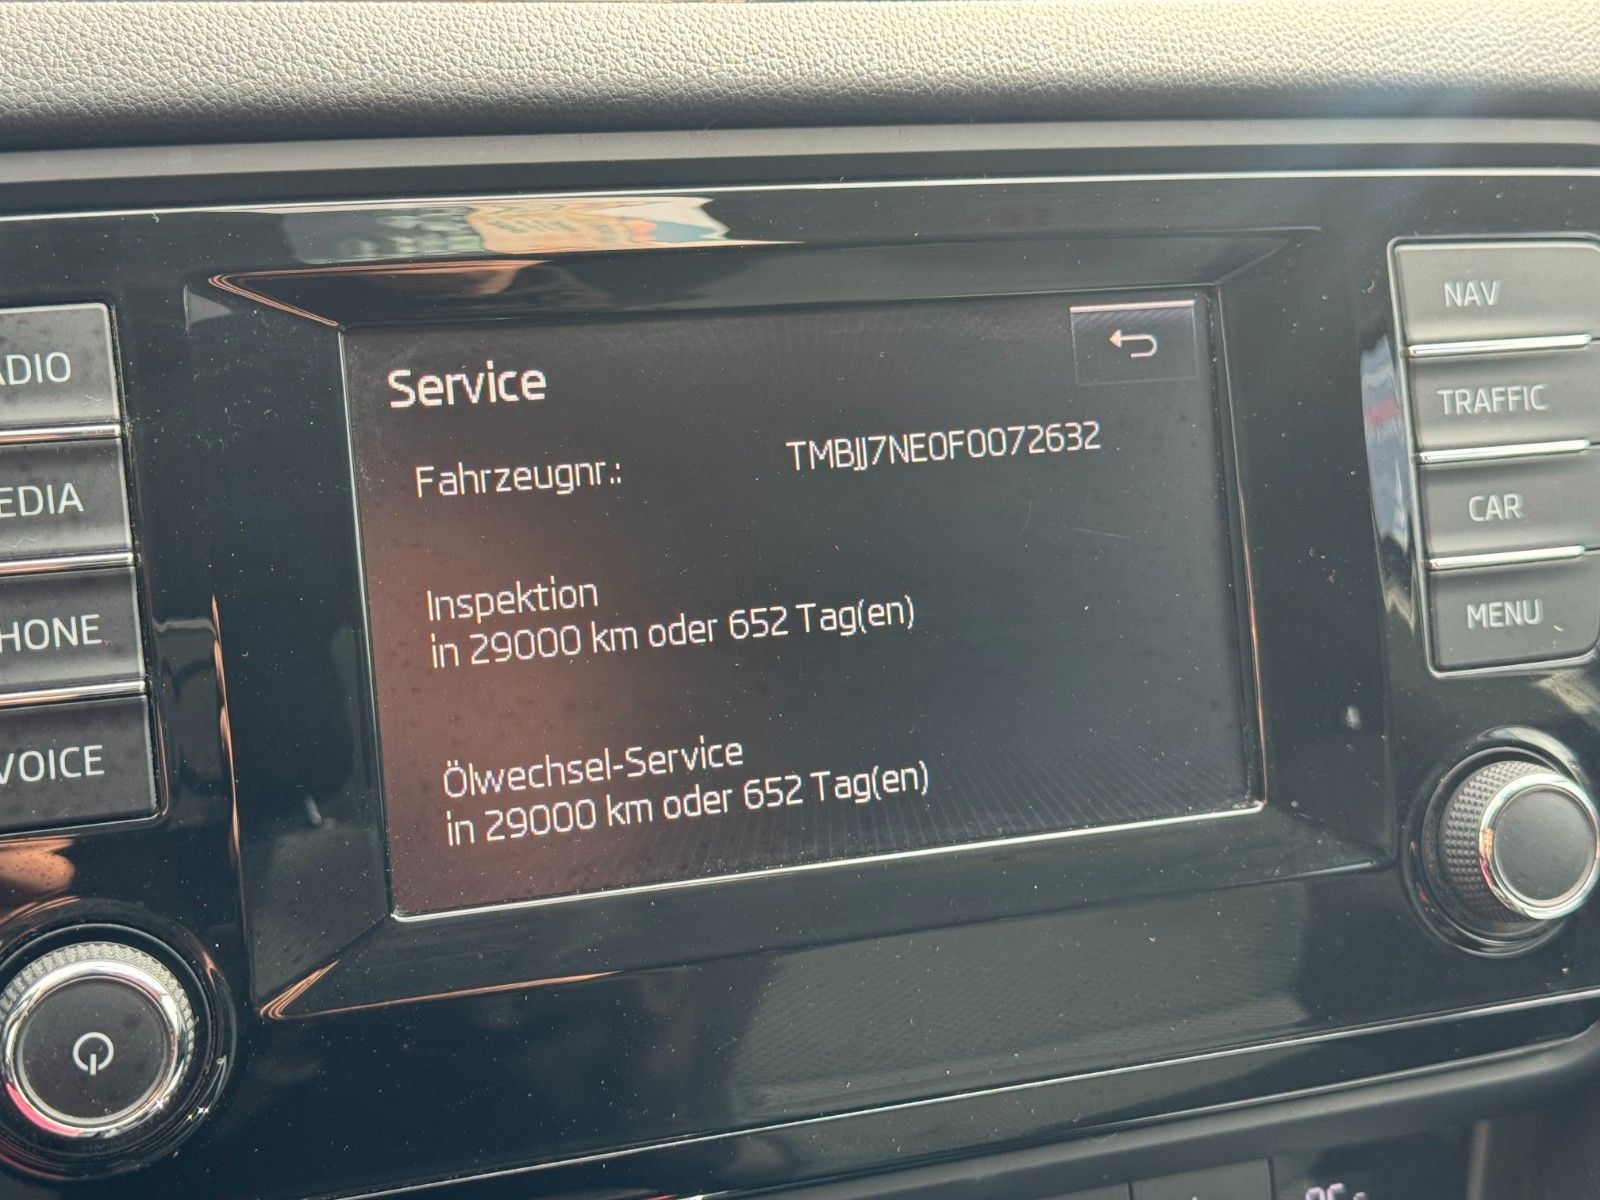 Service
Fahrzeugnr.: TMBJJ7NE0F0072632
Inspektion
in 29000 km oder 652 Tag(en)
Ölwechsel-Service
in 29000 km oder 652 Tag(en)
ADIO
EDIA
HONE
VOICE
NAV
TRAFFIC
CAR
MENU